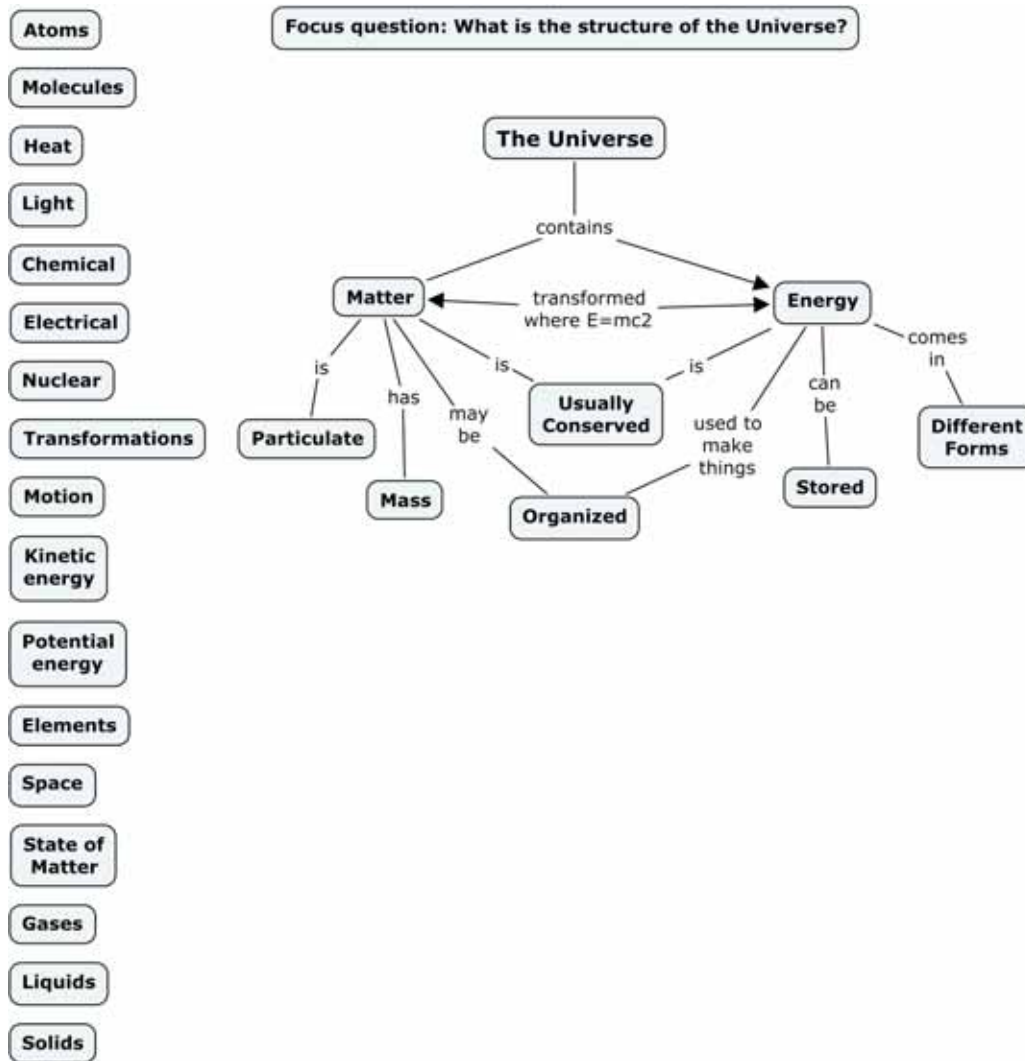 Focus question: What is the structure of the Universe?
Atoms
Molecules
Heat
Light
Chemical
Electrical
Nuclear
Transformations
Motion
Kinetic
energy
Potential
energy
Elements
Space
State of
Matter
Gases
Liquids
Solids
The Universe
contains
Matter
transformed
where E=mc2
Energy
is
has
may
be
is
is
used to
make
things
can
be
comes
in
Particulate
Mass
Usually
Conserved
Organized
Stored
Different
Forms